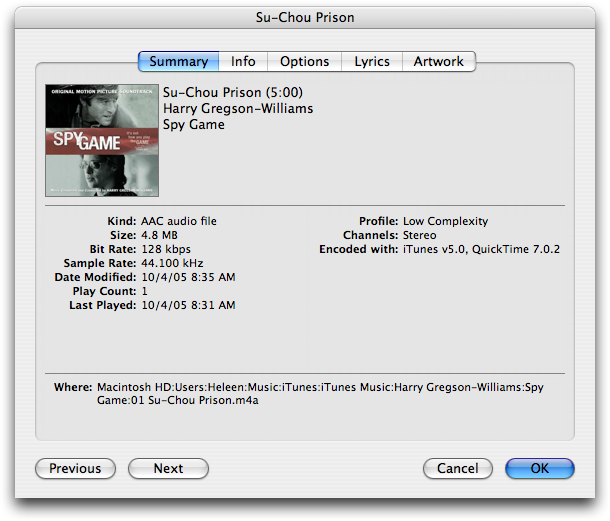 Su-Chou Prison
Summary Info Options Lyrics Artwork
ORIGINAL MOTION PICTURE SOUNDTRACK
SPY GAME
HARRY GREGSON-WILLIAMS
Su-Chou Prison (5:00)
Harry Gregson-Williams
Spy Game
Kind: AAC audio file
Size: 4.8 MB
Bit Rate: 128 kbps
Sample Rate: 44.100 kHz
Date Modified: 10/4/05 8:35 AM
Play Count: 1
Last Played: 10/4/05 8:31 AM
Profile: Low Complexity
Channels: Stereo
Encoded with: iTunes v5.0, QuickTime 7.0.2
Where: Macintosh HD:Users:Heleen:Music:iTunes:iTunes Music:Harry Gregson-Williams:Spy
Game:01 Su-Chou Prison.m4a
Previous Next Cancel OK